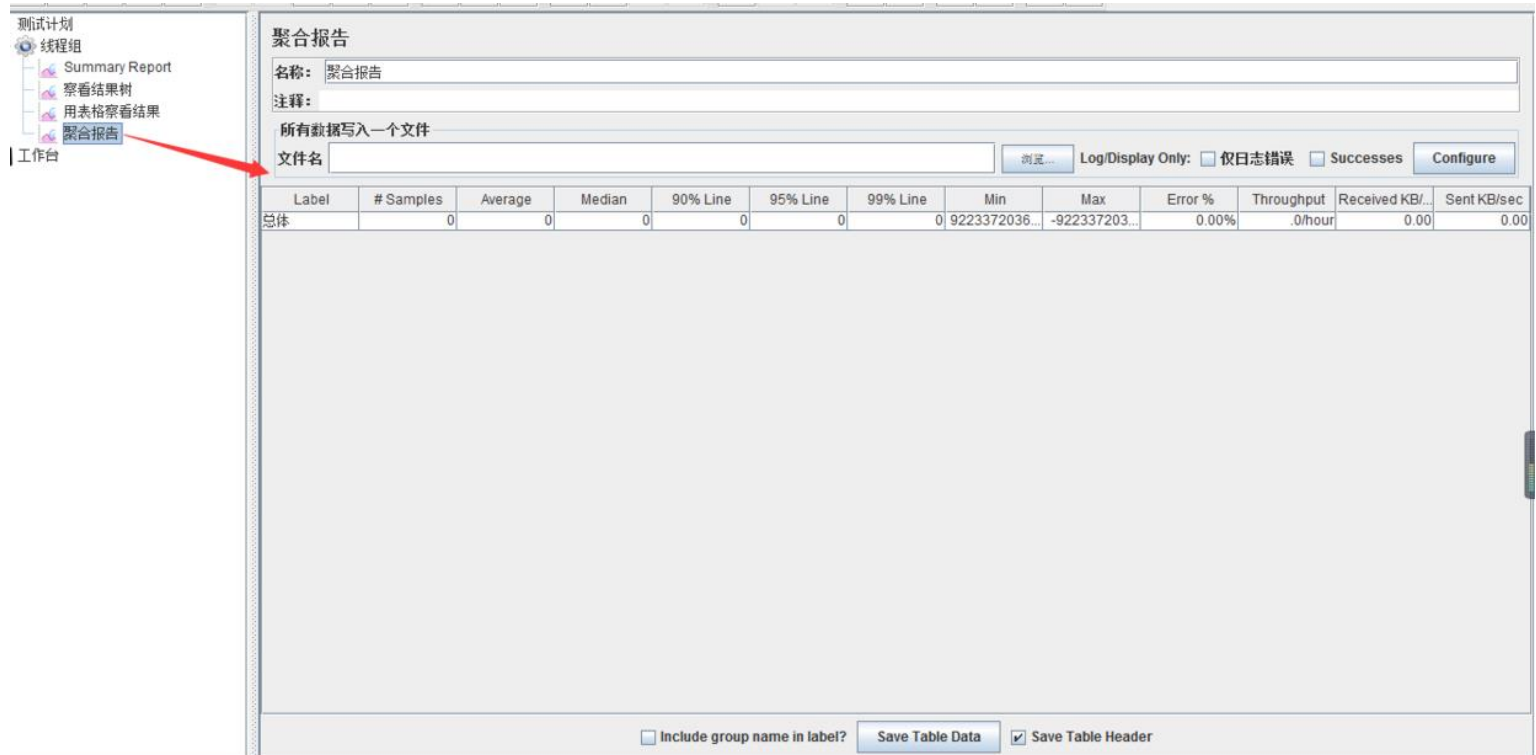 测试计划
线程组
Summary Report
察看结果树
用表格察看结果
聚合报告
工作台
聚合报告
名称： 聚合报告
注释：
所有数据写入一个文件
文件名 浏览... Log/Display Only: 仅日志错误 Successes Configure
Label # Samples Average Median 90% Line 95% Line 99% Line Min Max Error % Throughput Received KB/... Sent KB/sec
总体 0 0 0 0 0 0 9223372036... -922337203... 0.00% .0/hour 0.00 0.00
Include group name in label? Save Table Data Save Table Header